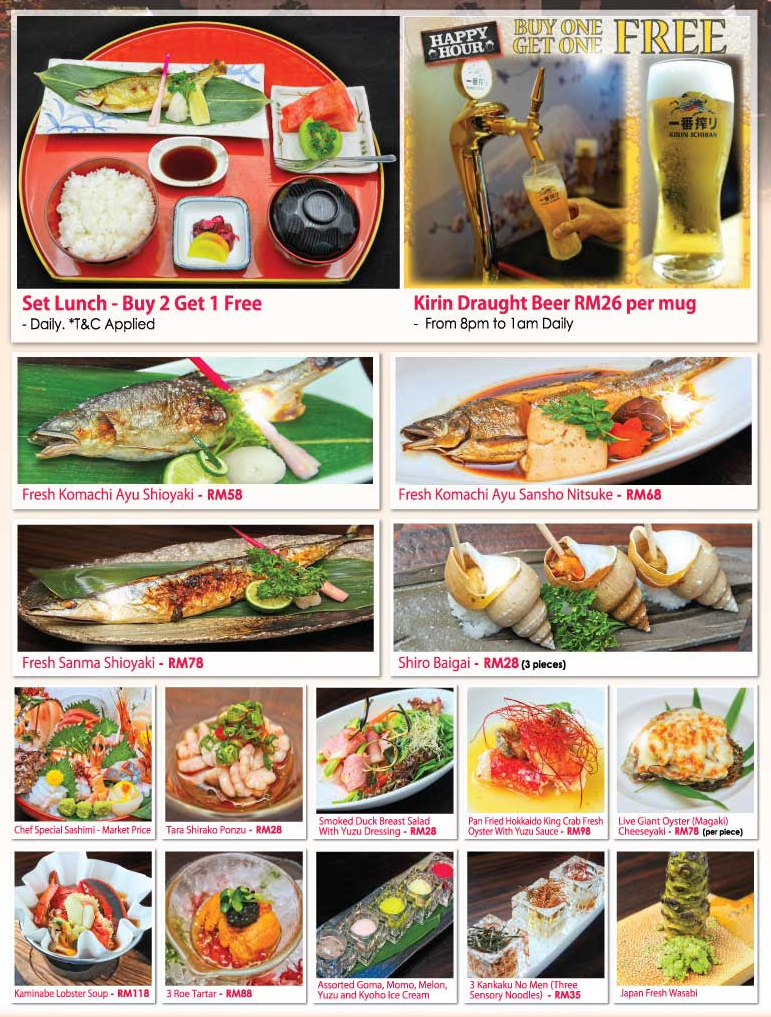 HAPPY
HOUR
BUY ONE
GET ONE
FREE
一番搾り
一番搾り
KIRIN ICHIBAN
Set Lunch - Buy 2 Get 1 Free
- Daily. *T&C Applied
Kirin Draught Beer RM26 per mug
- From 8pm to 1am Daily
Fresh Komachi Ayu Shioyaki - RM58
Fresh Komachi Ayu Sansho Nitsuke - RM68
Fresh Sanma Shioyaki - RM78
Shiro Baigai - RM28 (3 pieces)
Chef Special Sashimi - Market Price
Tara Shirako Ponzu - RM28
Smoked Duck Breast Salad
With Yuzu Dressing - RM28
Pan Fried Hokkaido King Crab Fresh
Oyster With Yuzu Sauce - RM98
Live Giant Oyster (Magaki)
Cheeseyaki - RM78 (per piece)
Kaminabe Lobster Soup - RM118
3 Roe Tartar - RM88
Assorted Goma, Momo, Melon,
Yuzu and Kyoho Ice Cream
3 Kankaku No Men (Three
Sensory Noodles) - RM35
Japan Fresh Wasabi